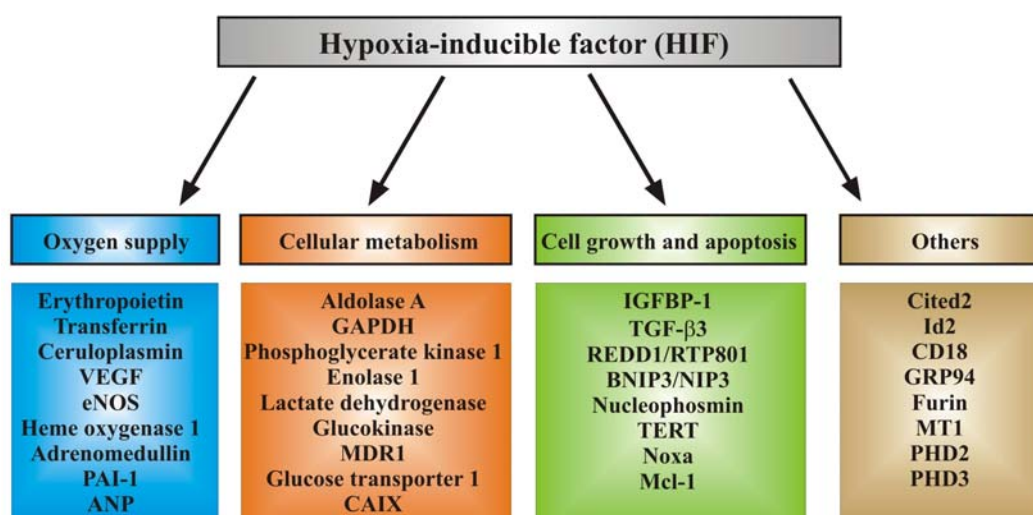 Hypoxia-inducible factor (HIF)
Oxygen supply
Erythropoietin
Transferrin
Ceruloplasmin
VEGF
eNOS
Heme oxygenase 1
Adrenomedullin
PAI-1
ANP
Cellular metabolism
Aldolase A
GAPDH
Phosphoglycerate kinase 1
Enolase 1
Lactate dehydrogenase
Glucokinase
MDR1
Glucose transporter 1
CAIX
Cell growth and apoptosis
IGFBP-1
TGF-β3
REDD1/RTP801
BNIP3/NIP3
Nucleophosmin
TERT
Noxa
Mcl-1
Others
Cited2
Id2
CD18
GRP94
Furin
MT1
PHD2
PHD3